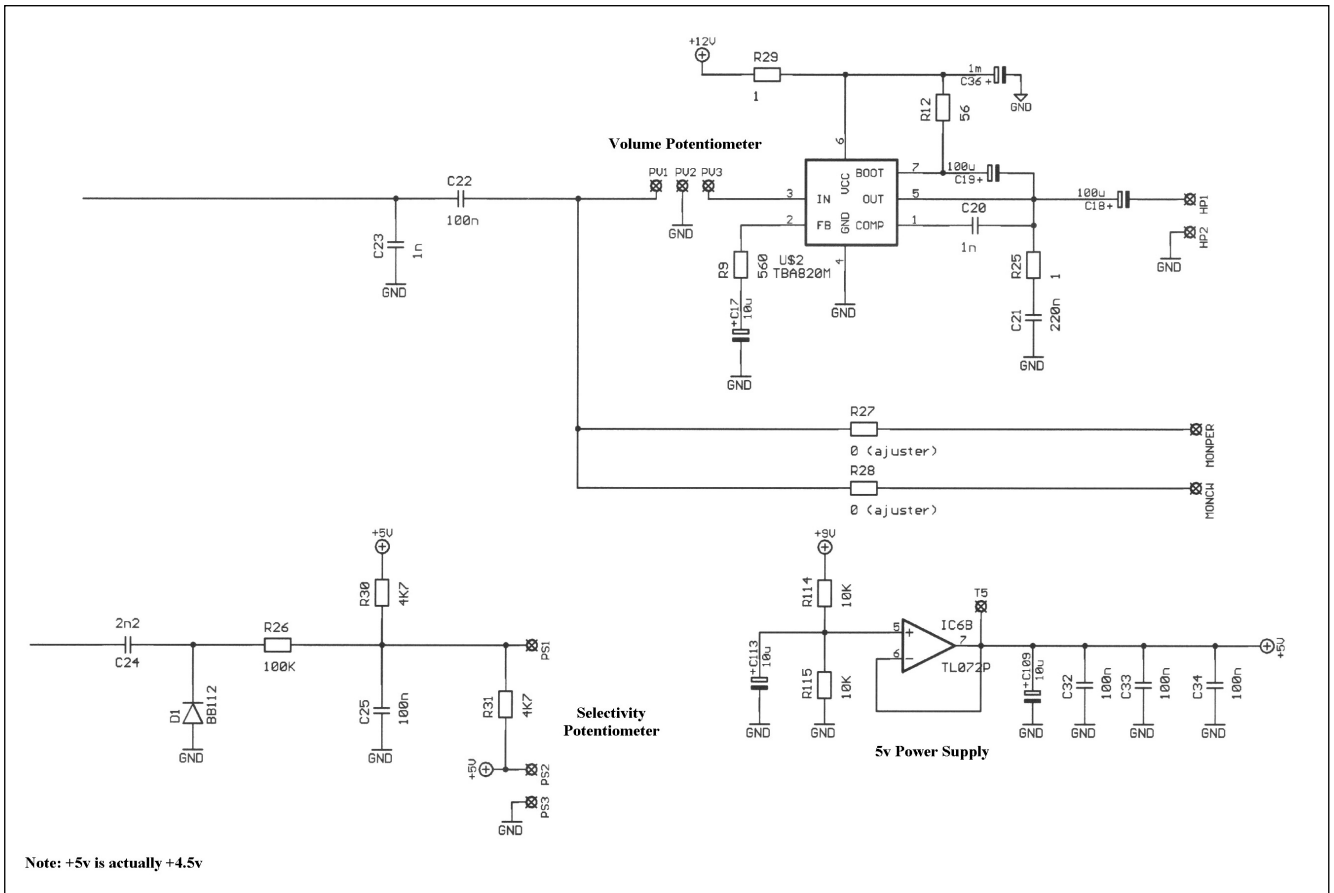 +12V
R29
1
1m
C36 +
GND
R12
56
Volume Potentiometer
PV1 PV2 PV3
GND
C22
100n
C23
1n
GND
6
VCC
7
BOOT
3
IN
OUT
5
2
FB
GND
COMP
1
4
U$2
TBA820M
GND
100u
C19+
100u
C18+
HP1
HP2
GND
C20
1n
R25
1
C21
220n
GND
R9
560
+C17
10u
GND
R27
0 (ajuster)
MONPER
R28
0 (ajuster)
MONCW
+5V
R30
4K7
2n2
C24
R26
100K
PS1
D1
BB112
GND
C25
100n
GND
R31
4K7
Selectivity
Potentiometer
+5V
PS2
PS3
GND
+9V
R114
10K
T5
IC6B
5
+
7
6
-
TL072P
+5V
+C113
10u
GND
R115
10K
GND
+C109
10u
GND
C32
100n
GND
C33
100n
GND
C34
100n
GND
5v Power Supply
Note: +5v is actually +4.5v